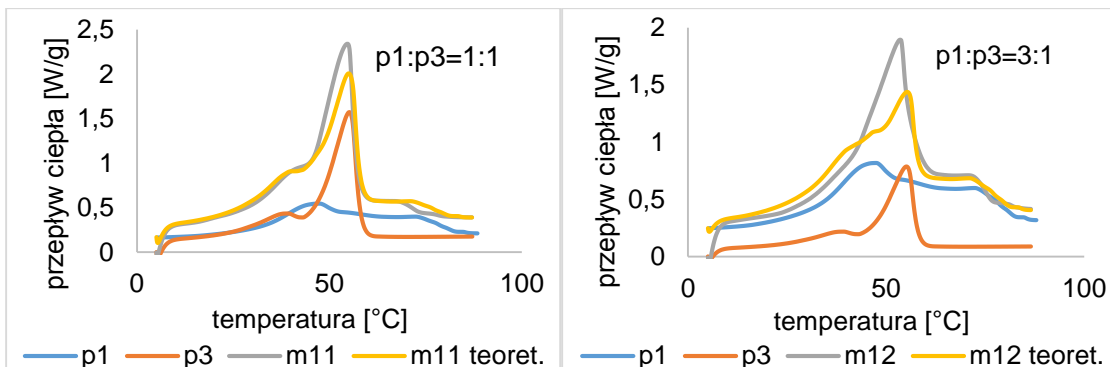 przepływ ciepła [W/g]
2,5
2
1,5
1
0,5
0
p1:p3=1:1
0
50
100
temperatura [°C]
p1
p3
m11
m11 teoret.
przepływ ciepła [W/g]
2
1,5
1
0,5
0
p1:p3=3:1
0
50
100
temperatura [°C]
p1
p3
m12
m12 teoret.